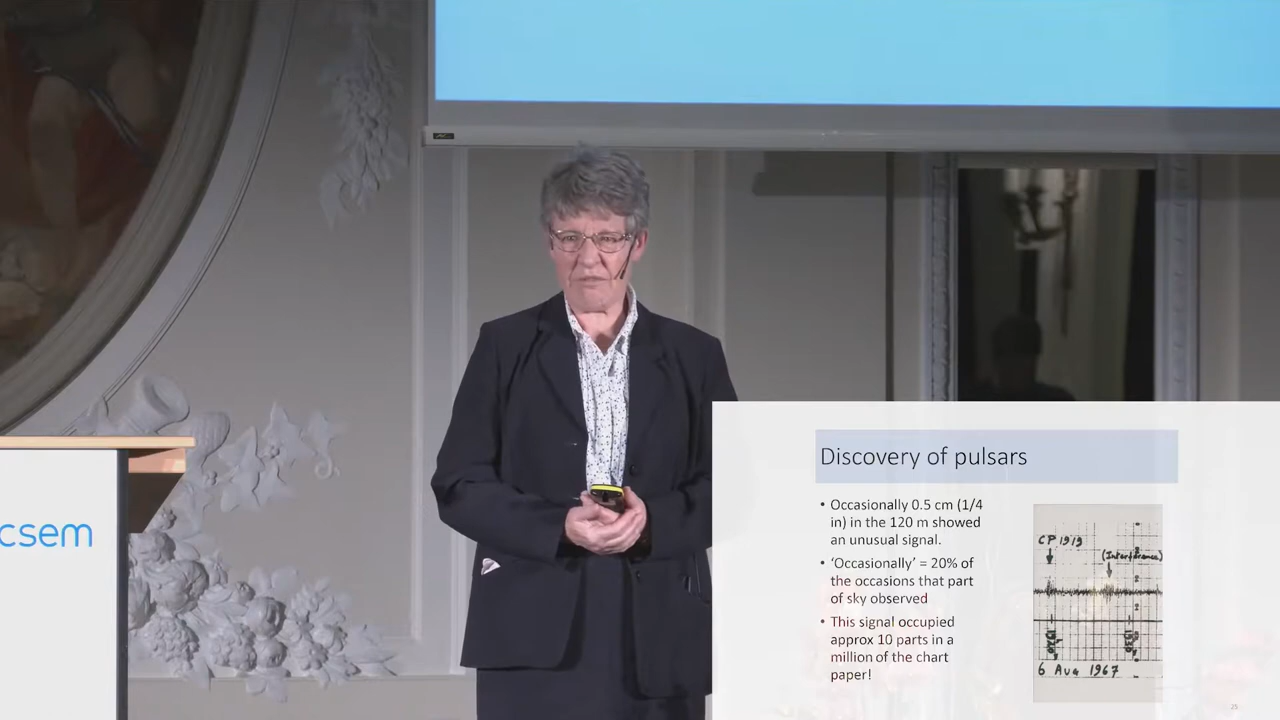 csem
Discovery of pulsars
• Occasionally 0.5 cm (1/4
in) in the 120 m showed
an unusual signal.
• ‘Occasionally’ = 20% of
the occasions that part
of sky observed
• This signal occupied
approx 10 parts in a
million of the chart
paper!
CP 1919
(Interference)
6 Aug 1967
25